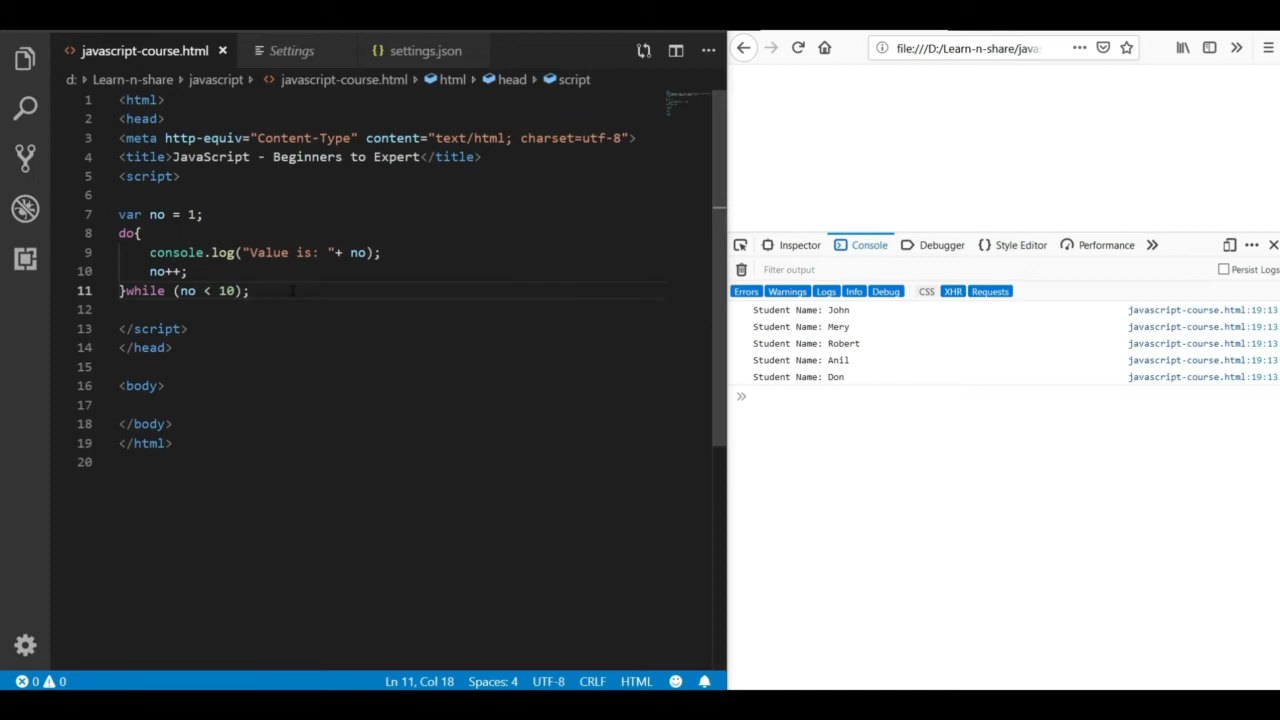 javascript-course.html
Settings
settings.json
d: Learn-n-share javascript javascript-course.html html head script
1 <html>
2 <head>
3 <meta http-equiv="Content-Type" content="text/html; charset=utf-8">
4 <title>JavaScript - Beginners to Expert</title>
5 <script>
6
7 var no = 1;
8 do{
9 console.log("Value is: "+ no);
10 no++;
11 }while (no < 10);
12
13 </script>
14 </head>
15
16 <body>
17
18 </body>
19 </html>
20
0 0 Ln 11, Col 18 Spaces: 4 UTF-8 CRLF HTML
file:///D:/Learn-n-share/java
Inspector Console Debugger Style Editor Performance
Filter output Persist Logs
Errors Warnings Logs Info Debug CSS XHR Requests
Student Name: John javascript-course.html:19:13
Student Name: Mery javascript-course.html:19:13
Student Name: Robert javascript-course.html:19:13
Student Name: Anil javascript-course.html:19:13
Student Name: Don javascript-course.html:19:13